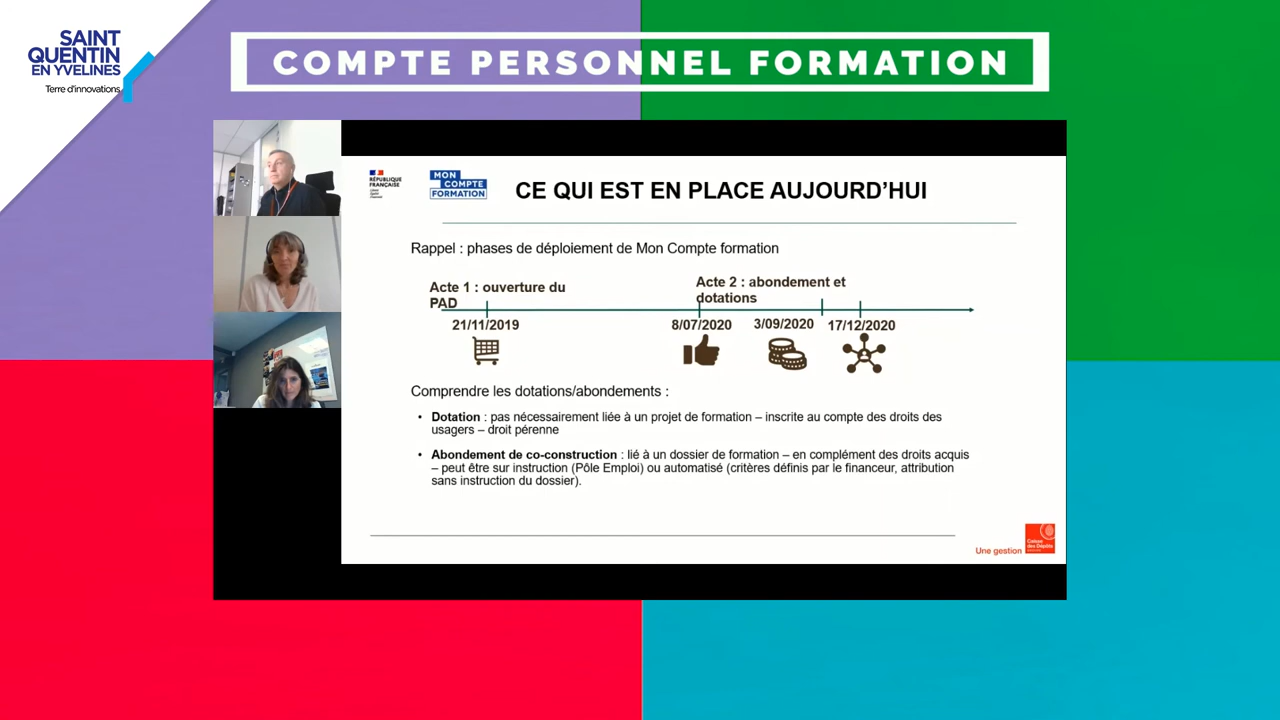 SAINT
QUENTIN
EN YVELINES
Terre d'innovations
COMPTE PERSONNEL FORMATION
RÉPUBLIQUE
FRANÇAISE
MON
COMPTE
FORMATION
CE QUI EST EN PLACE AUJOURD'HUI
Rappel : phases de déploiement de Mon Compte formation
Acte 1 : ouverture du
PAD
Acte 2 : abondement et
dotations
21/11/2019
8/07/2020
3/09/2020
17/12/2020
Comprendre les dotations/abondements :
• Dotation : pas nécessairement liée à un projet de formation – inscrite au compte des droits des
usagers – droit pérenne
• Abondement de co-construction : lié à un dossier de formation – en complément des droits acquis
– peut être sur instruction (Pôle Emploi) ou automatisé (critères définis par le financeur, attribution
sans instruction du dossier).
Une gestion
Caisse
des Dépôts